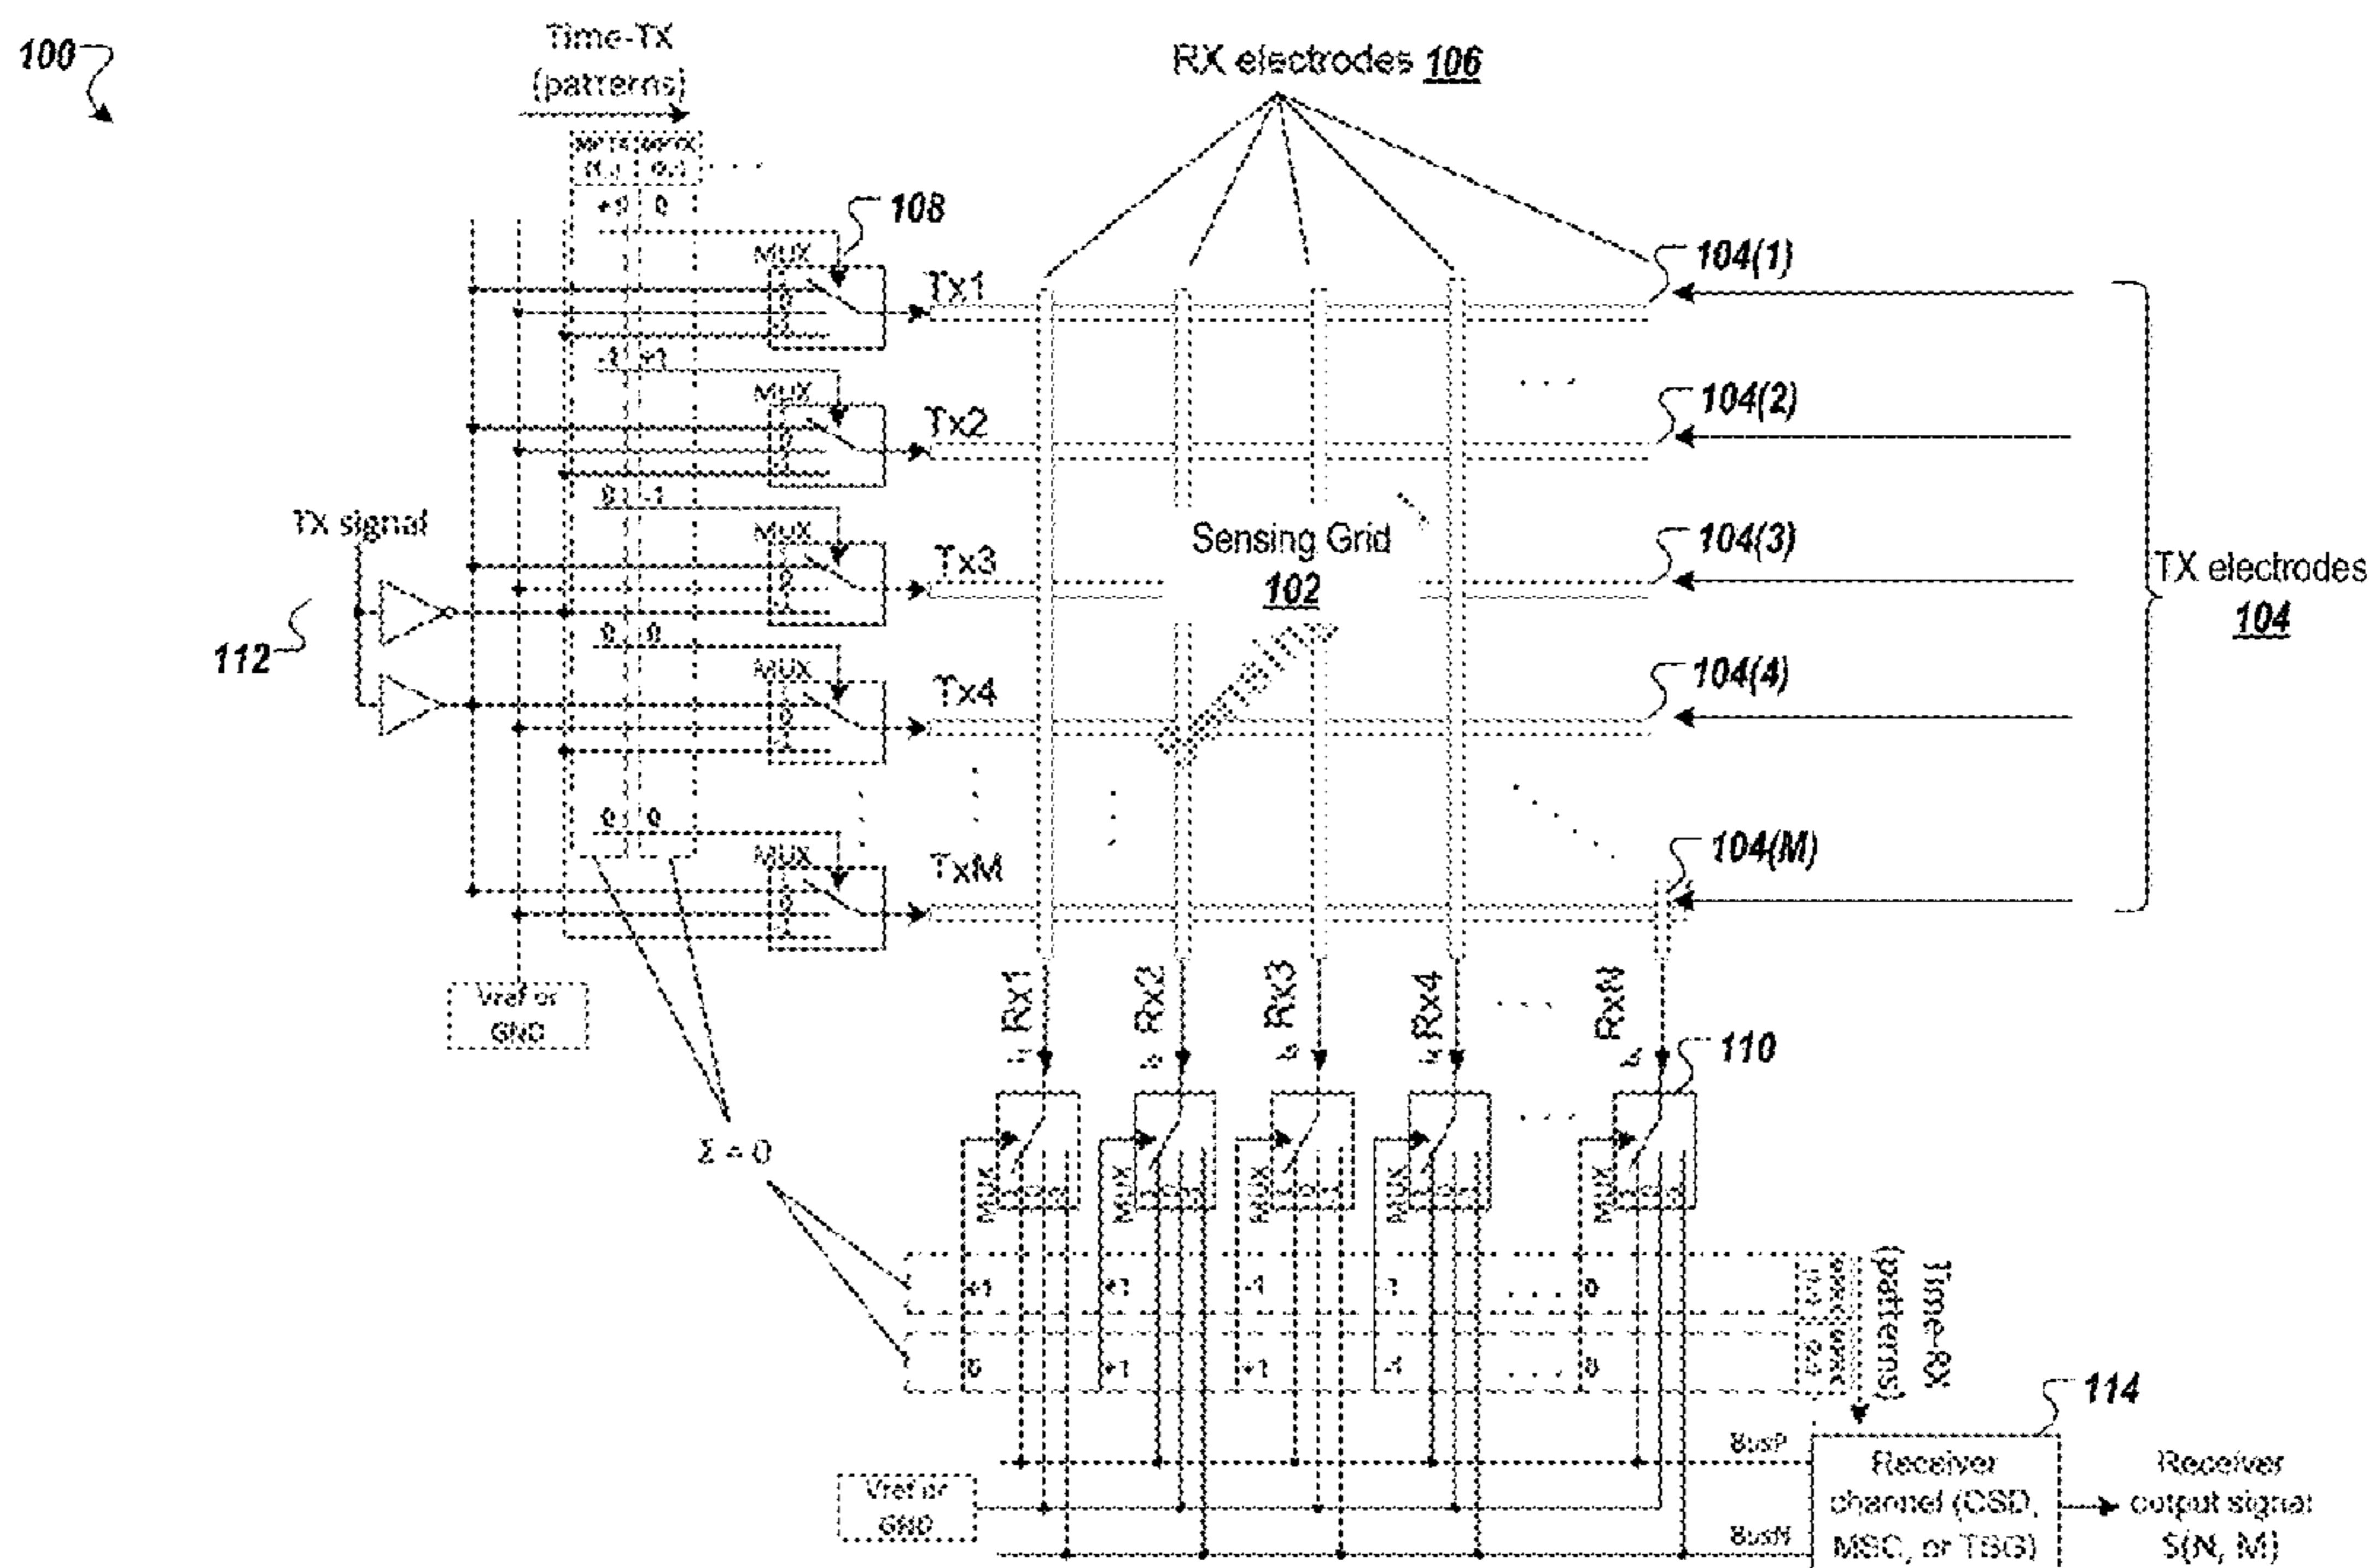 100
Time-TX
(patterns)
RX electrodes 106
+1 0
108
MUX
Tx1
104(1)
-1 +1
MUX
Tx2
104(2)
0 -1
TX signal
MUX
Tx3
Sensing Grid
102
104(3)
TX electrodes
104
112
0 0
MUX
Tx4
104(4)
0 0
MUX
TxM
104(M)
Vref or
GND
Rx1
Rx2
Rx3
Rx4
RxN
110
Σ = 0
MUX
MUX
MUX
MUX
MUX
+1 +1 -1 -1 0
0 +1 +1 -1 0
Time-RX
(patterns)
114
BusP
Vref or
GND
BusN
Receiver
channel (CSD,
MSC, or TSG)
Receiver
output signal
S(N, M)